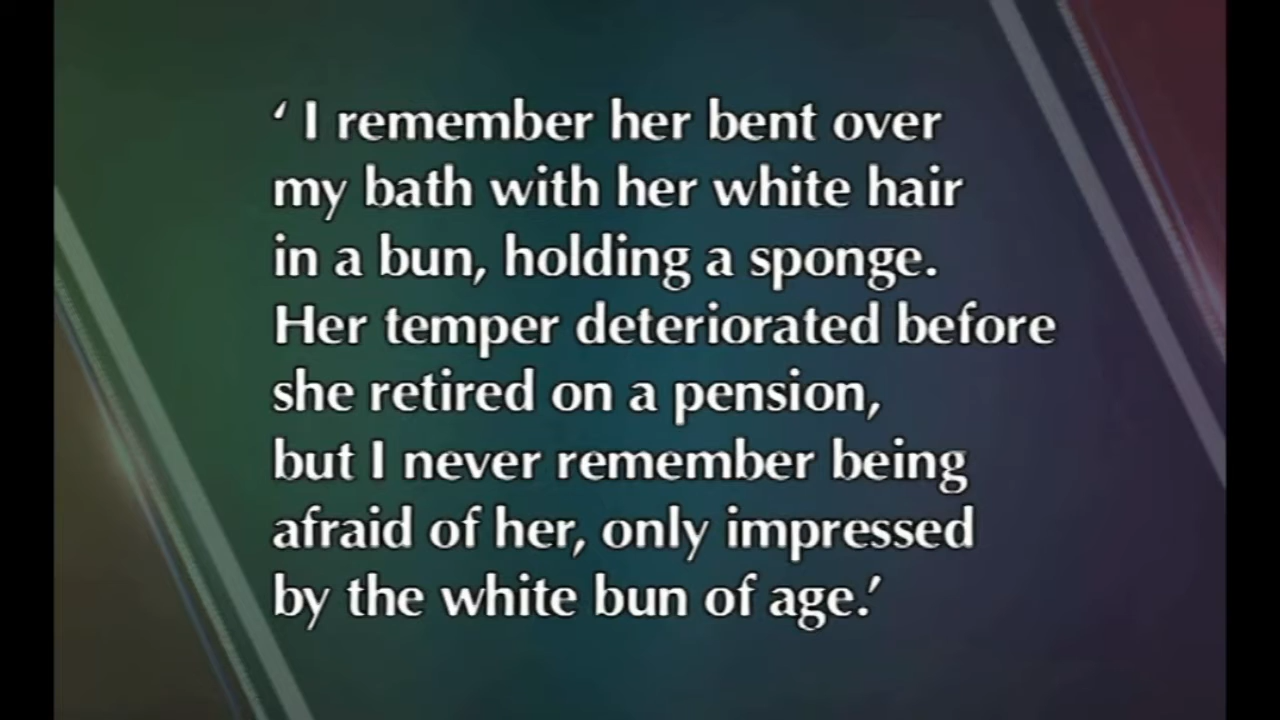 ‘ I remember her bent over
my bath with her white hair
in a bun, holding a sponge.
Her temper deteriorated before
she retired on a pension,
but I never remember being
afraid of her, only impressed
by the white bun of age.’